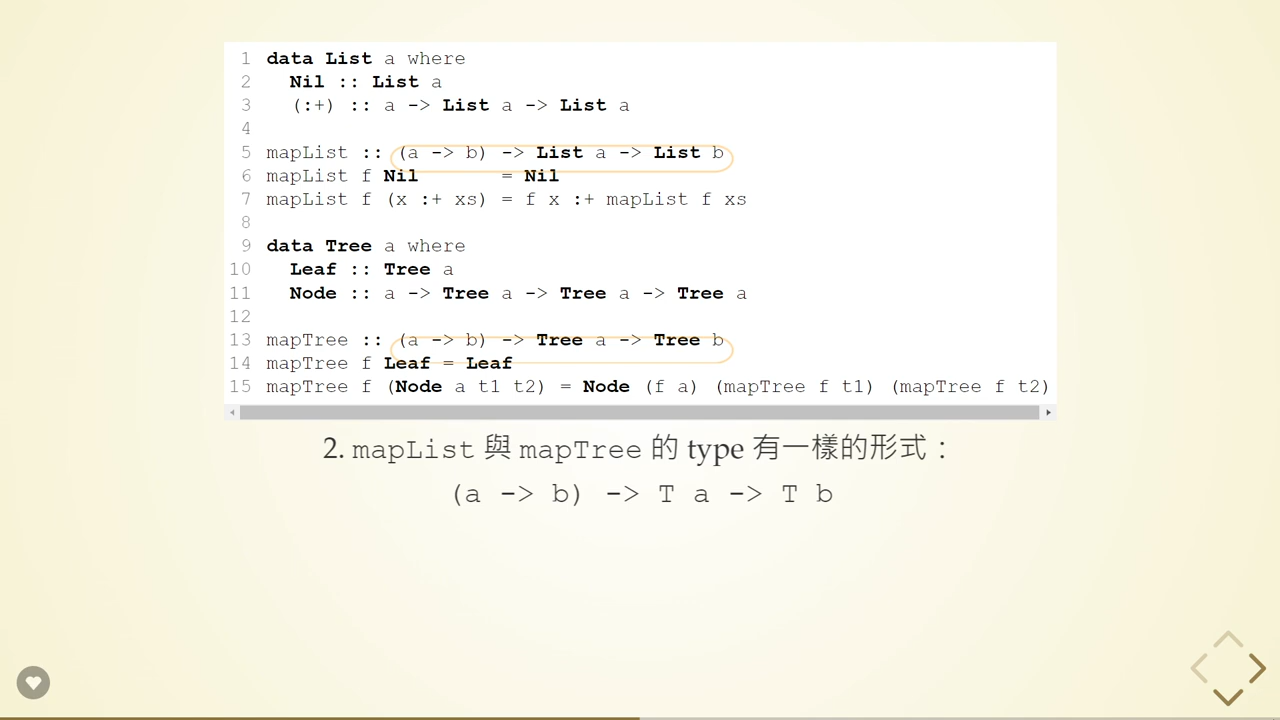 1 data List a where
2   Nil :: List a
3   (:+) :: a -> List a -> List a
4
5 mapList :: (a -> b) -> List a -> List b
6 mapList f Nil       = Nil
7 mapList f (x :+ xs) = f x :+ mapList f xs
8
9 data Tree a where
10   Leaf :: Tree a
11   Node :: a -> Tree a -> Tree a -> Tree a
12
13 mapTree :: (a -> b) -> Tree a -> Tree b
14 mapTree f Leaf = Leaf
15 mapTree f (Node a t1 t2) = Node (f a) (mapTree f t1) (mapTree f t2)
2. mapList 與 mapTree 的 type 有一樣的形式：
(a -> b) -> T a -> T b